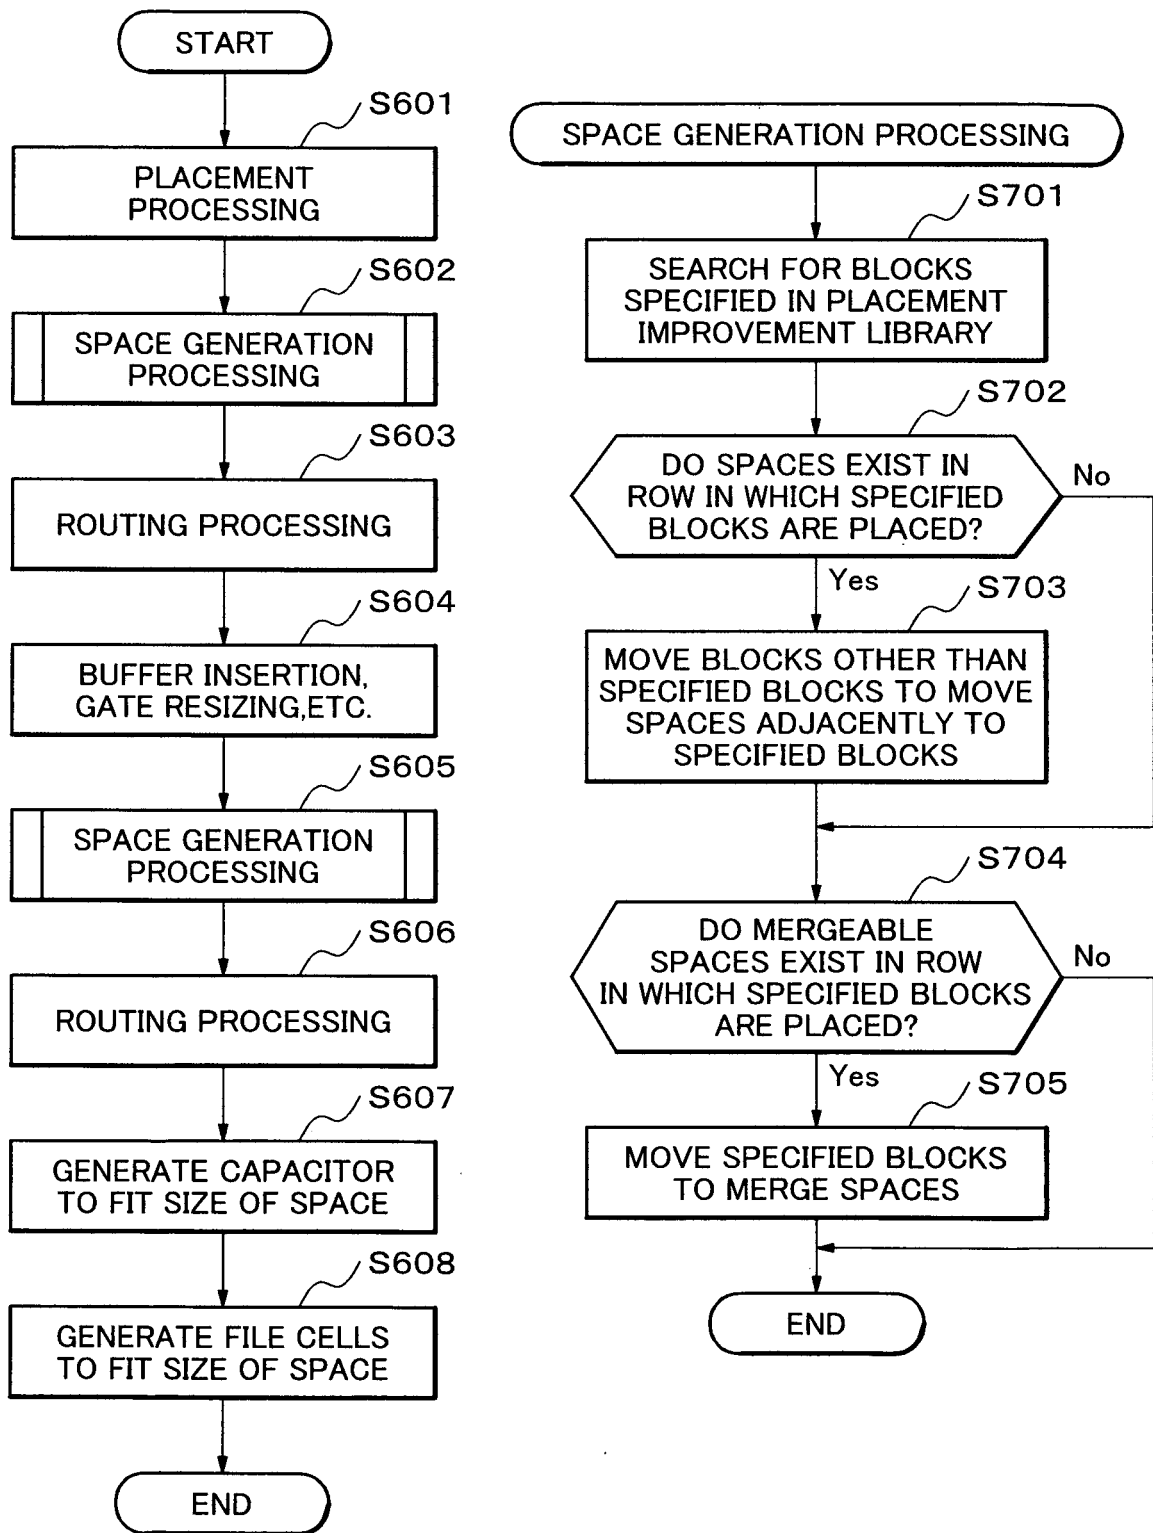 START
S601
PLACEMENT
PROCESSING
S602
SPACE GENERATION
PROCESSING
S603
ROUTING PROCESSING
S604
BUFFER INSERTION,
GATE RESIZING,ETC.
S605
SPACE GENERATION
PROCESSING
S606
ROUTING PROCESSING
S607
GENERATE CAPACITOR
TO FIT SIZE OF SPACE
S608
GENERATE FILE CELLS
TO FIT SIZE OF SPACE
END
SPACE GENERATION PROCESSING
S701
SEARCH FOR BLOCKS
SPECIFIED IN PLACEMENT
IMPROVEMENT LIBRARY
S702
DO SPACES EXIST IN
ROW IN WHICH SPECIFIED
BLOCKS ARE PLACED?
No
Yes
S703
MOVE BLOCKS OTHER THAN
SPECIFIED BLOCKS TO MOVE
SPACES ADJACENTLY TO
SPECIFIED BLOCKS
S704
DO MERGEABLE
SPACES EXIST IN ROW
IN WHICH SPECIFIED BLOCKS
ARE PLACED?
No
Yes
S705
MOVE SPECIFIED BLOCKS
TO MERGE SPACES
END